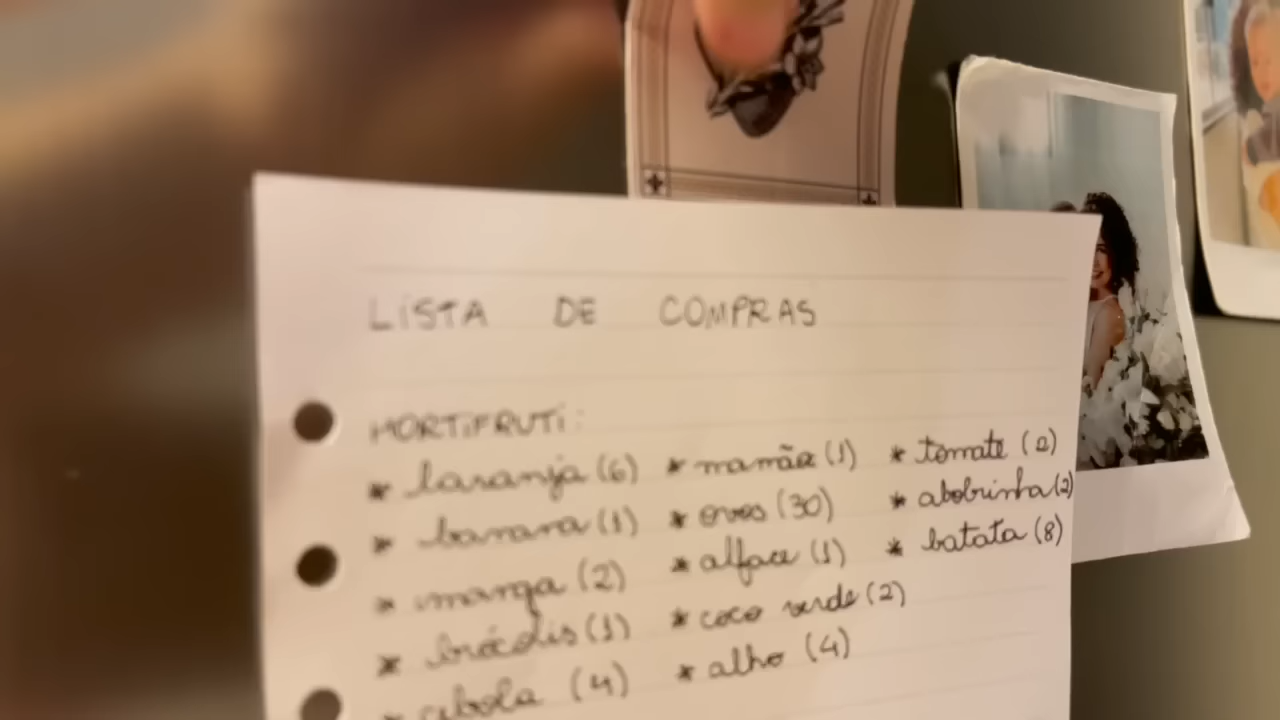 LISTA DE COMPRAS
HORTIFRUTI:
* laranja (6) * mamão (1) * tomate (2)
* banana (1) * ovos (30) * abobrinha (2)
* manga (2) * alface (1) * batata (8)
* brócolis (1) * coco verde (2)
* cebola (4) * alho (4)